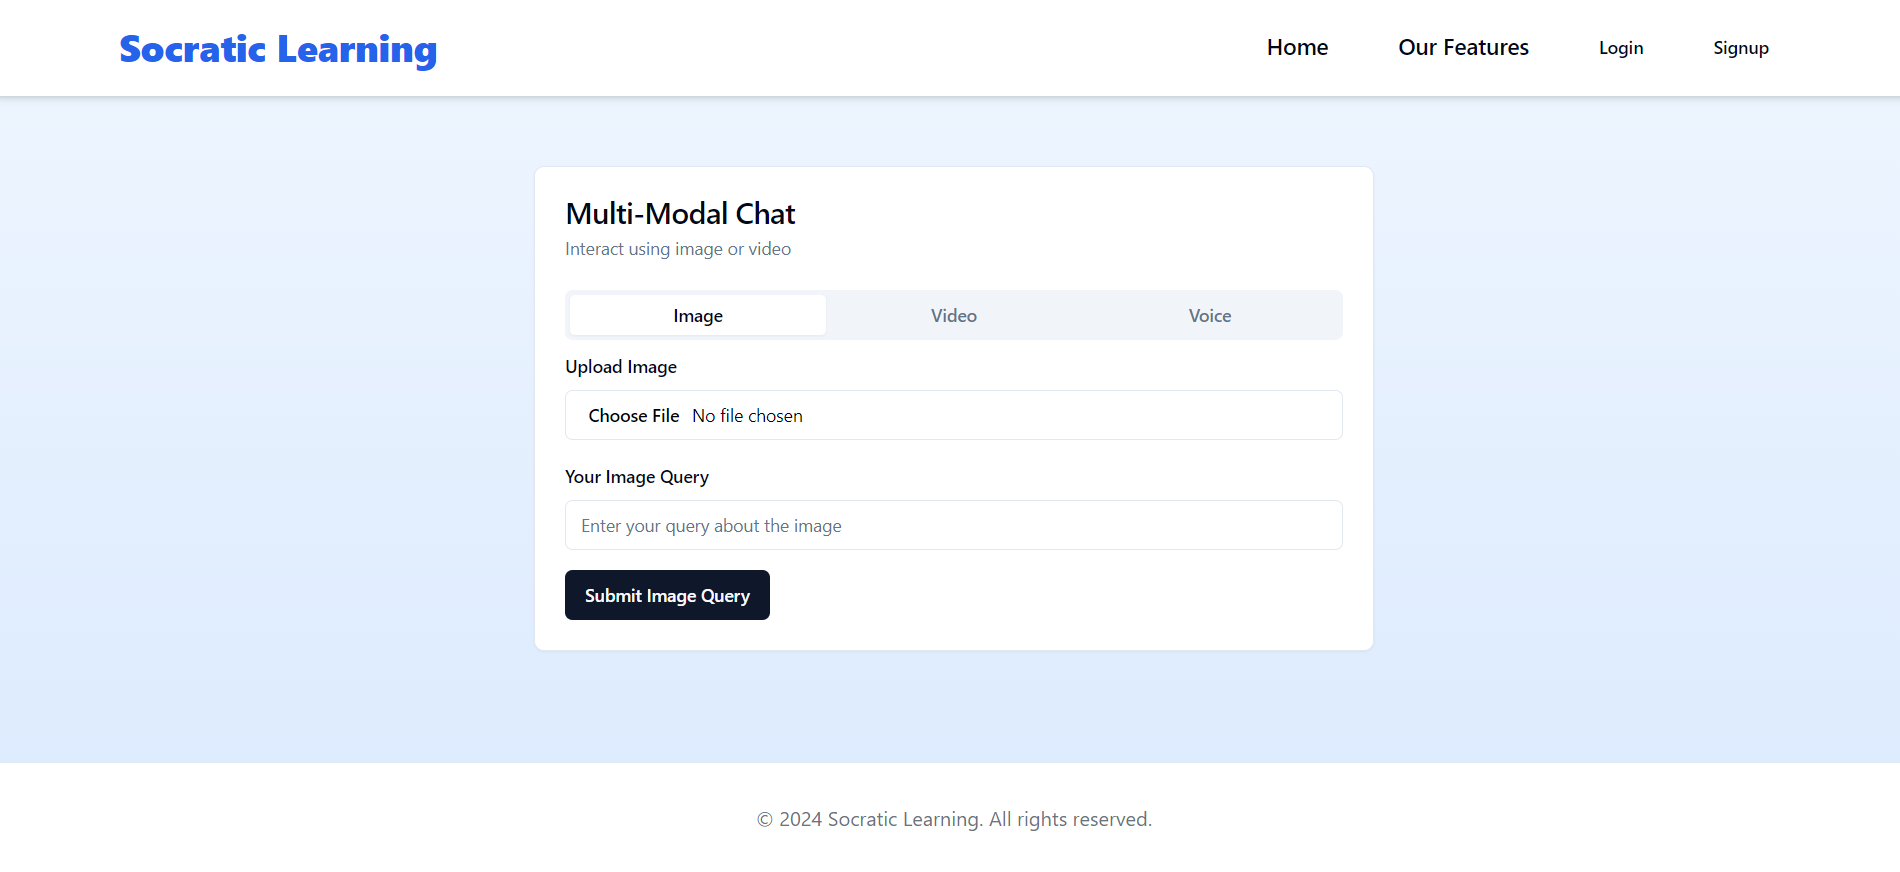 Socratic Learning
Home Our Features Login Signup
Multi-Modal Chat
Interact using image or video
Image Video Voice
Upload Image
Choose File No file chosen
Your Image Query
Enter your query about the image
Submit Image Query
© 2024 Socratic Learning. All rights reserved.